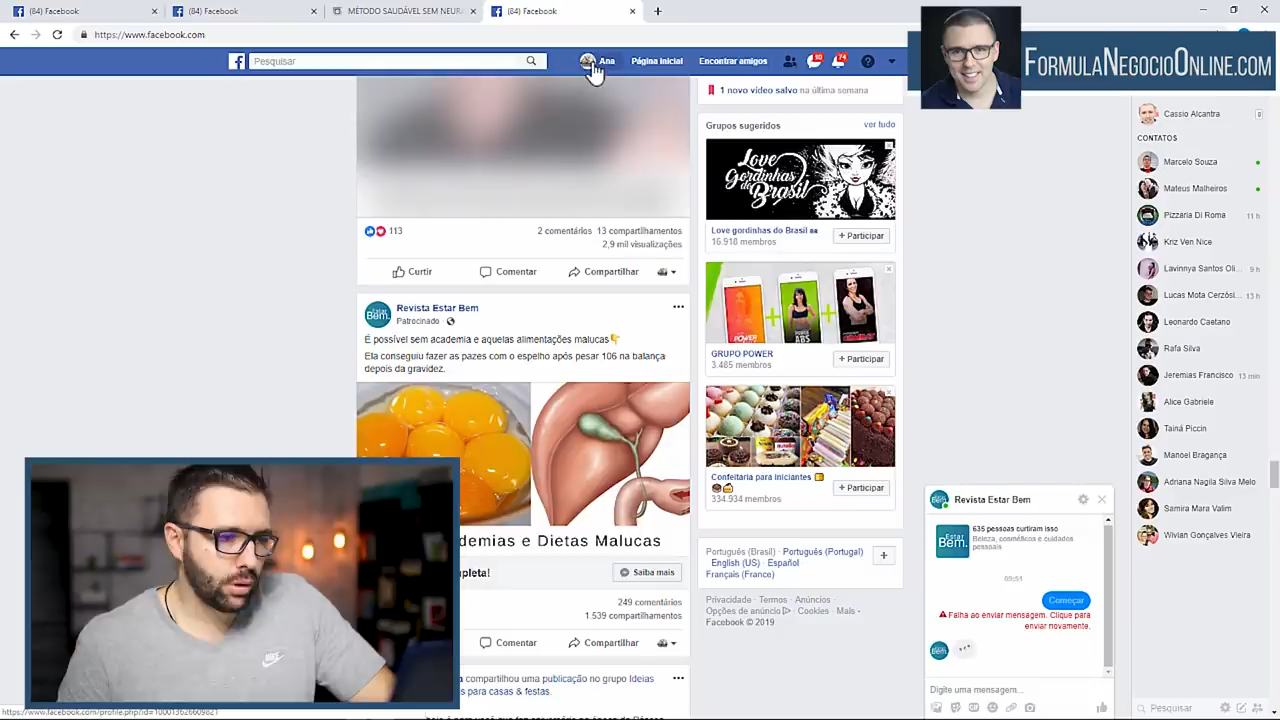 (84) Facebook
(84) Facebook
MÉTODO SAUDÁVEL SEM NEURA
(84) Facebook
https://www.facebook.com
FORMULANEGOCIOONLINE.COM
Pesquisar
Ana
Página inicial
Encontrar amigos
74
1 novo vídeo salvo na última semana
Grupos sugeridos
ver tudo
Love Gordinhas do Brasil
Love gordinhas do Brasil
16.918 membros
+ Participar
113
2 comentários 13 compartilhamentos
2,9 mil visualizações
Curtir
Comentar
Compartilhar
Revista Estar Bem
Patrocinado
É possível sem academia e aquelas alimentações malucas👇
Ela conseguiu fazer as pazes com o espelho após pesar 106 na balança
depois da gravidez.
Estar
Bem.
GRUPO POWER
3.485 membros
+ Participar
Confeitaria para Iniciantes
334.934 membros
+ Participar
demias e Dietas Malucas
pleta!
Saiba mais
249 comentários
1.539 compartilhamentos
Comentar
Compartilhar
compartilhou uma publicação no grupo Ideias
s para casas & festas.
Português (Brasil) · Português (Portugal)
English (US) · Español
Français (France)
Privacidade · Termos · Anúncios ·
Opções de anúncio · Cookies · Mais
Facebook © 2019
Cassio Alcantra
CONTATOS
Marcelo Souza
Mateus Malheiros
Pizzaria Di Roma 11 h
Kriz Ven Nice
Lavinnya Santos Oli... 9 h
Lucas Mota Cerzósi... 13 h
Leonardo Caetano
Rafa Silva
Jeremias Francisco 13 min
Alice Gabriele
Tainá Piccin
Manoel Bragança
Adriana Nagila Silva Melo
Samira Mara Valim
Wivian Gonçalves Vieira
Pesquisar
Revista Estar Bem
635 pessoas curtiram isso
Beleza, cosméticos e cuidados
pessoais
Estar
Bem.
09:51
Começar
Falha ao enviar mensagem. Clique para
enviar novamente.
Digite uma mensagem...